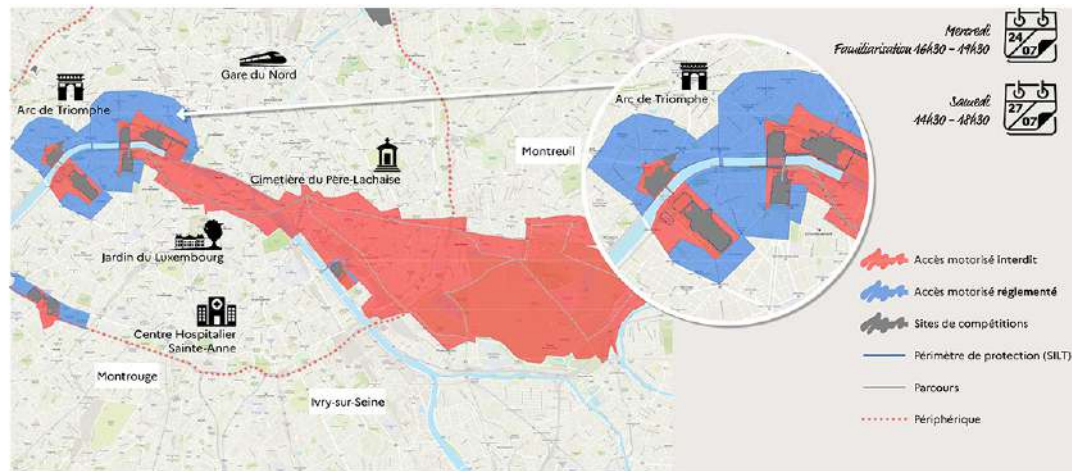 Mercredi
Familiarisation 16h30 - 19h30
24
07
Samedi
14h30 - 18h30
27
07
Gare du Nord
Arc de Triomphe
Cimetière du Père-Lachaise
Montreuil
Arc de Triomphe
Jardin du Luxembourg
Centre Hospitalier
Sainte-Anne
Montrouge
Ivry-sur-Seine
Accès motorisé interdit
Accès motorisé réglementé
Sites de compétitions
Périmètre de protection (SILT)
Parcours
Périphérique